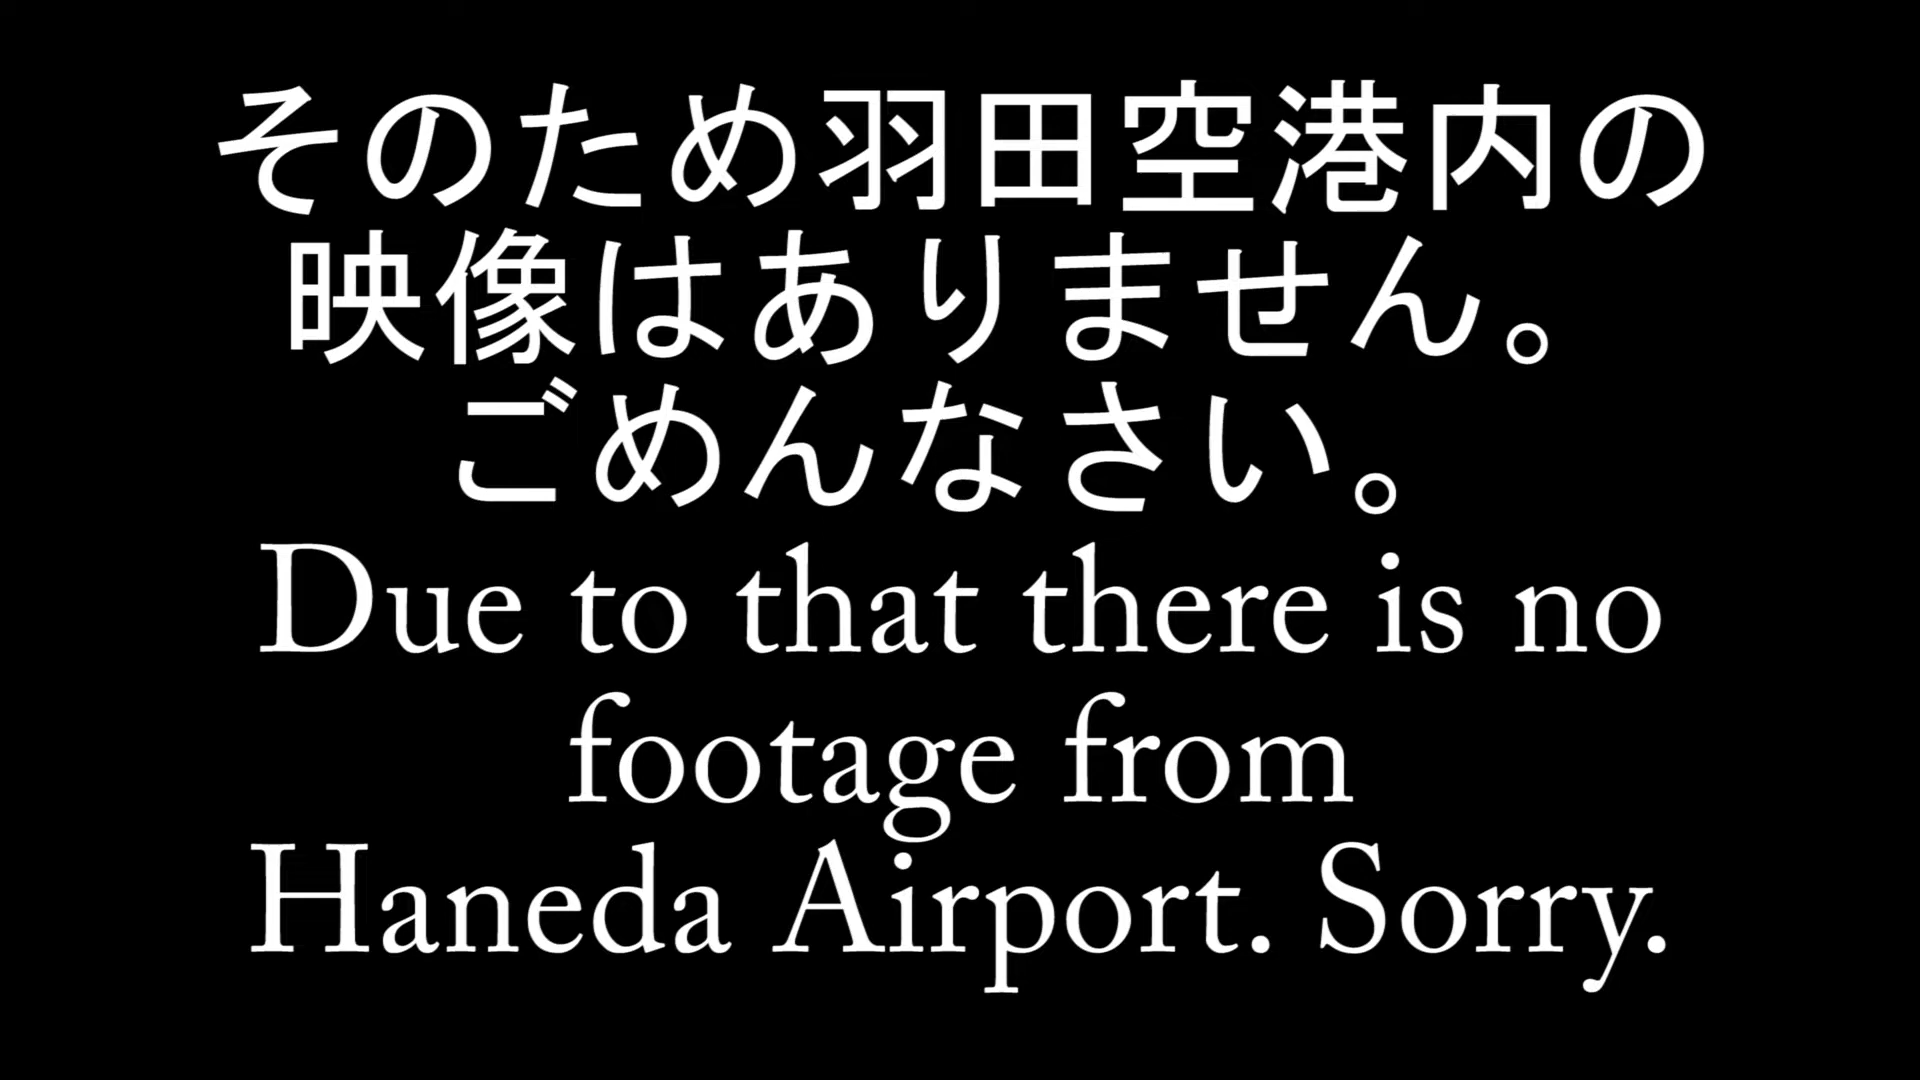 そのため羽田空港内の
映像はありません。
ごめんなさい。
Due to that there is no
footage from
Haneda Airport. Sorry.